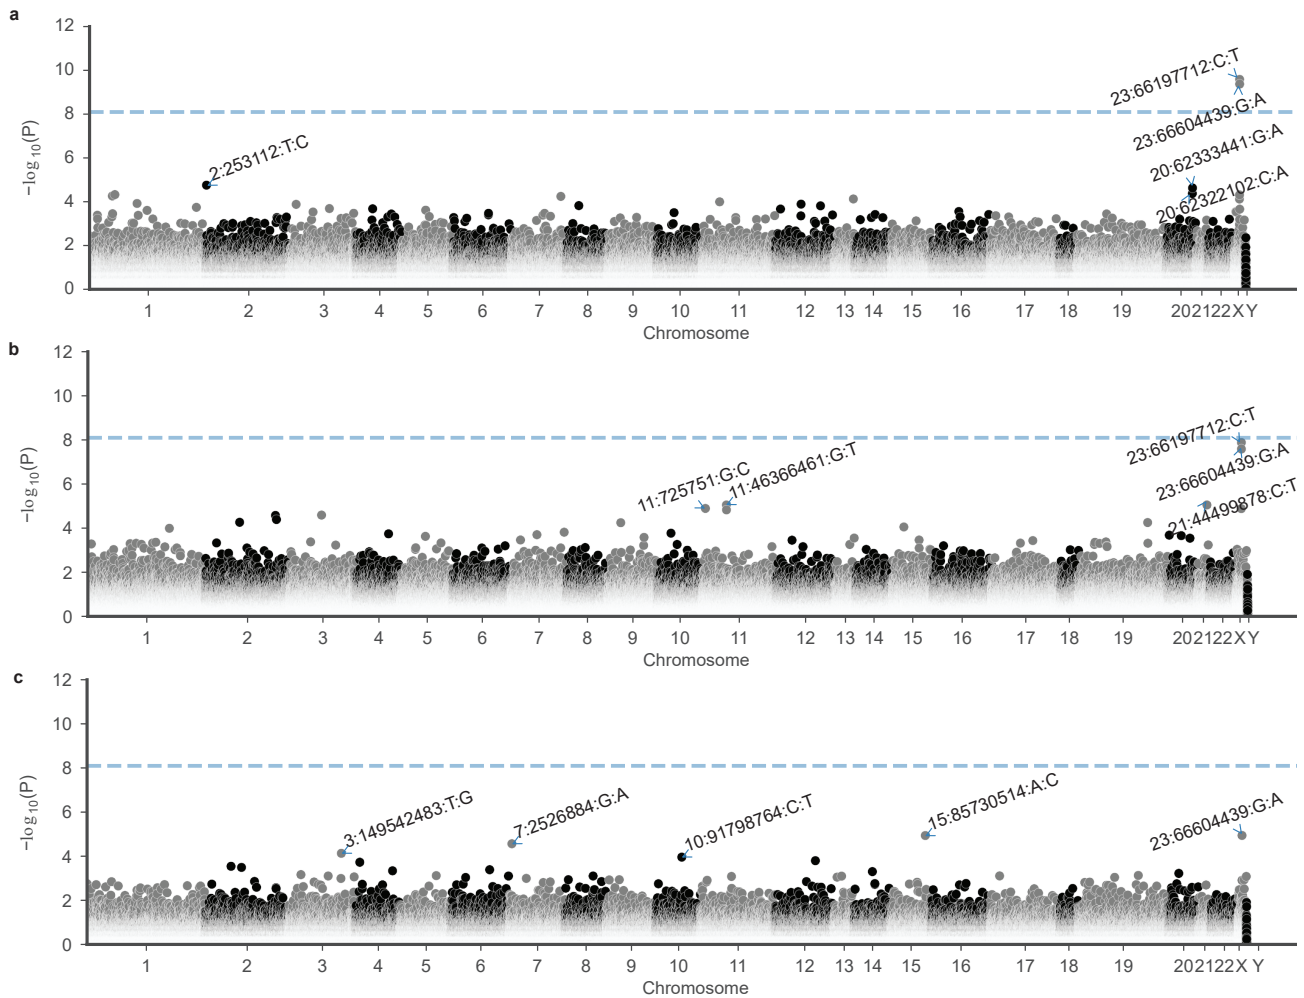 a
12
10
8
6
4
2
0
−log10(P)
2:253112:T:C
23:66197712:C:T
23:66604439:G:A
20:62333441:G:A
20:62322102:C:A
1 2 3 4 5 6 7 8 9 10 11 12 13 14 15 16 17 18 19 20 21 22 X Y
Chromosome
b
12
10
8
6
4
2
0
−log10(P)
11:725751:G:C
11:46366461:G:T
23:66197712:C:T
23:66604439:G:A
21:44499878:C:T
1 2 3 4 5 6 7 8 9 10 11 12 13 14 15 16 17 18 19 20 21 22 X Y
Chromosome
c
12
10
8
6
4
2
0
−log10(P)
3:149542483:T:G
7:2526884:G:A
10:91798764:C:T
15:85730514:A:C
23:66604439:G:A
1 2 3 4 5 6 7 8 9 10 11 12 13 14 15 16 17 18 19 20 21 22 X Y
Chromosome